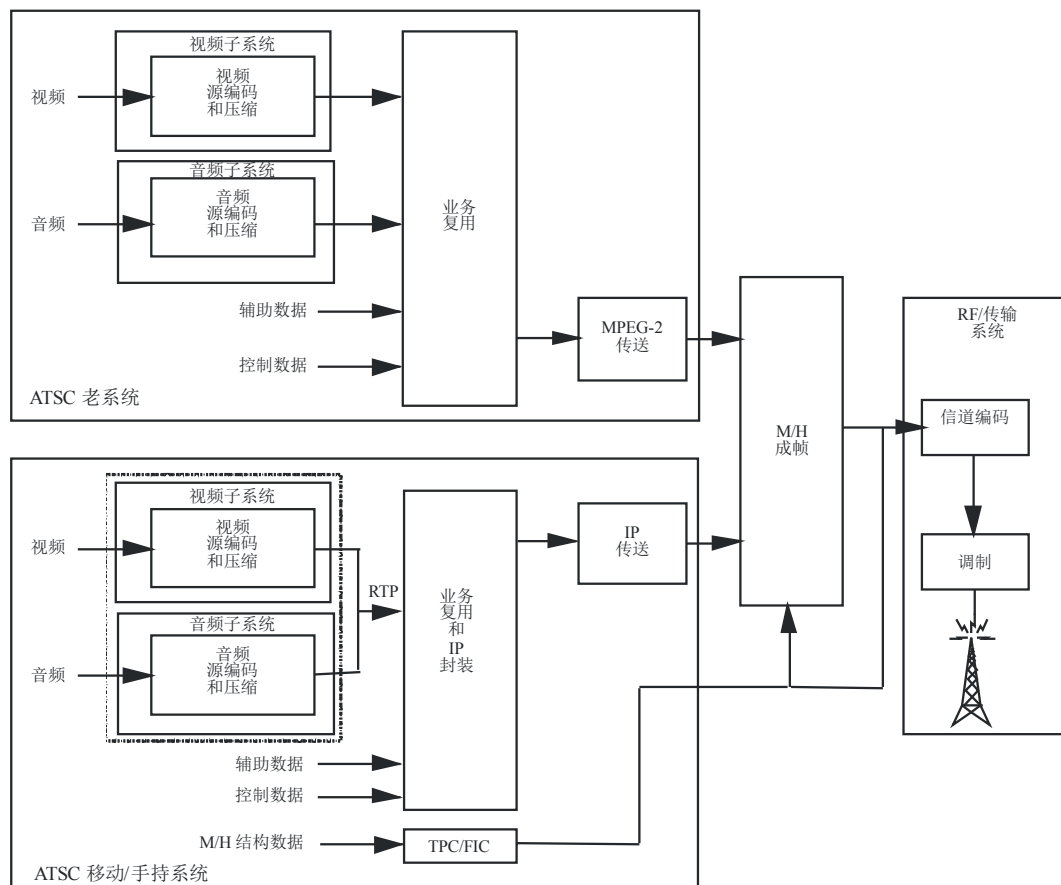 视频子系统
视频
源编码
和压缩
视频
音频子系统
音频
源编码
和压缩
音频
业务
复用
辅助数据
控制数据
MPEG-2
传送
ATSC 老系统
M/H
成帧
RF/传输
系统
信道编码
调制
视频子系统
视频
源编码
和压缩
视频
RTP
音频子系统
音频
源编码
和压缩
音频
业务
复用
和
IP
封装
IP
传送
辅助数据
控制数据
M/H 结构数据
TPC/FIC
ATSC 移动/手持系统